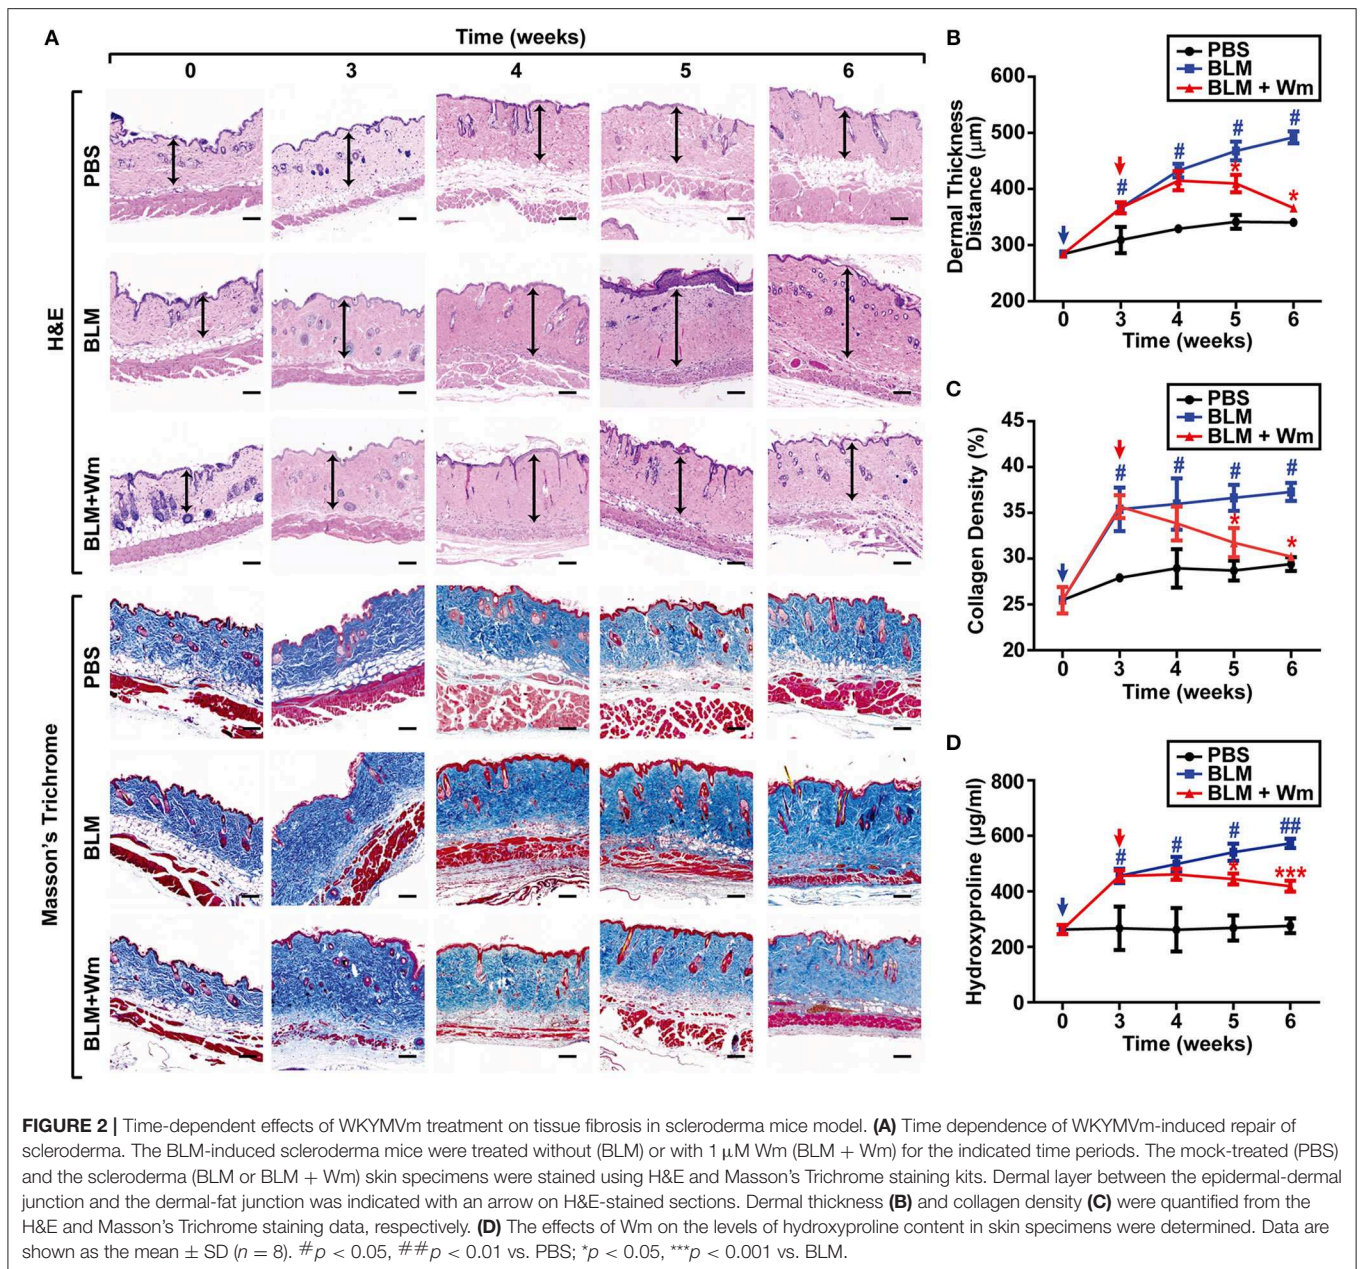 A
Time (weeks)
0 3 4 5 6
H&E
PBS
BLM
BLM+Wm
Masson's Trichrome
PBS
BLM
BLM+Wm
B
PBS
BLM
BLM + Wm
Dermal Thickness
Distance (μm)
600
500
400
300
200
#
#
#
#
*
*
0 3 4 5 6
Time (weeks)
C
PBS
BLM
BLM + Wm
Collagen Density (%)
45
40
35
30
25
20
#
#
#
#
*
*
0 3 4 5 6
Time (weeks)
D
PBS
BLM
BLM + Wm
Hydroxyproline (μg/ml)
800
600
400
200
0
#
#
#
##
*
***
0 3 4 5 6
Time (weeks)
FIGURE 2 | Time-dependent effects of WKYMVm treatment on tissue fibrosis in scleroderma mice model. (A) Time dependence of WKYMVm-induced repair of
scleroderma. The BLM-induced scleroderma mice were treated without (BLM) or with 1 μM Wm (BLM + Wm) for the indicated time periods. The mock-treated (PBS)
and the scleroderma (BLM or BLM + Wm) skin specimens were stained using H&E and Masson's Trichrome staining kits. Dermal layer between the epidermal-dermal
junction and the dermal-fat junction was indicated with an arrow on H&E-stained sections. Dermal thickness (B) and collagen density (C) were quantified from the
H&E and Masson's Trichrome staining data, respectively. (D) The effects of Wm on the levels of hydroxyproline content in skin specimens were determined. Data are
shown as the mean ± SD (n = 8). #p < 0.05, ##p < 0.01 vs. PBS; *p < 0.05, ***p < 0.001 vs. BLM.